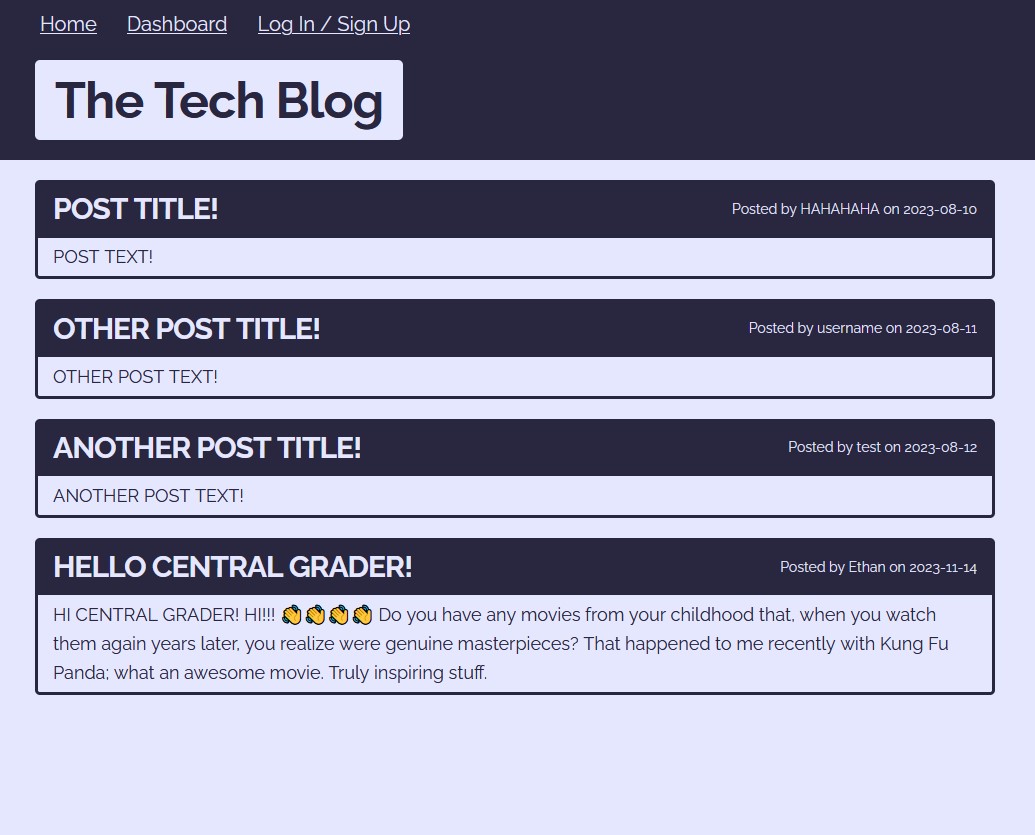 Home Dashboard Log In / Sign Up
The Tech Blog
POST TITLE! Posted by HAHAHAHA on 2023-08-10
POST TEXT!
OTHER POST TITLE! Posted by username on 2023-08-11
OTHER POST TEXT!
ANOTHER POST TITLE! Posted by test on 2023-08-12
ANOTHER POST TEXT!
HELLO CENTRAL GRADER! Posted by Ethan on 2023-11-14
HI CENTRAL GRADER! HI!!! 👏👏👏👏 Do you have any movies from your childhood that, when you watch
them again years later, you realize were genuine masterpieces? That happened to me recently with Kung Fu
Panda; what an awesome movie. Truly inspiring stuff.